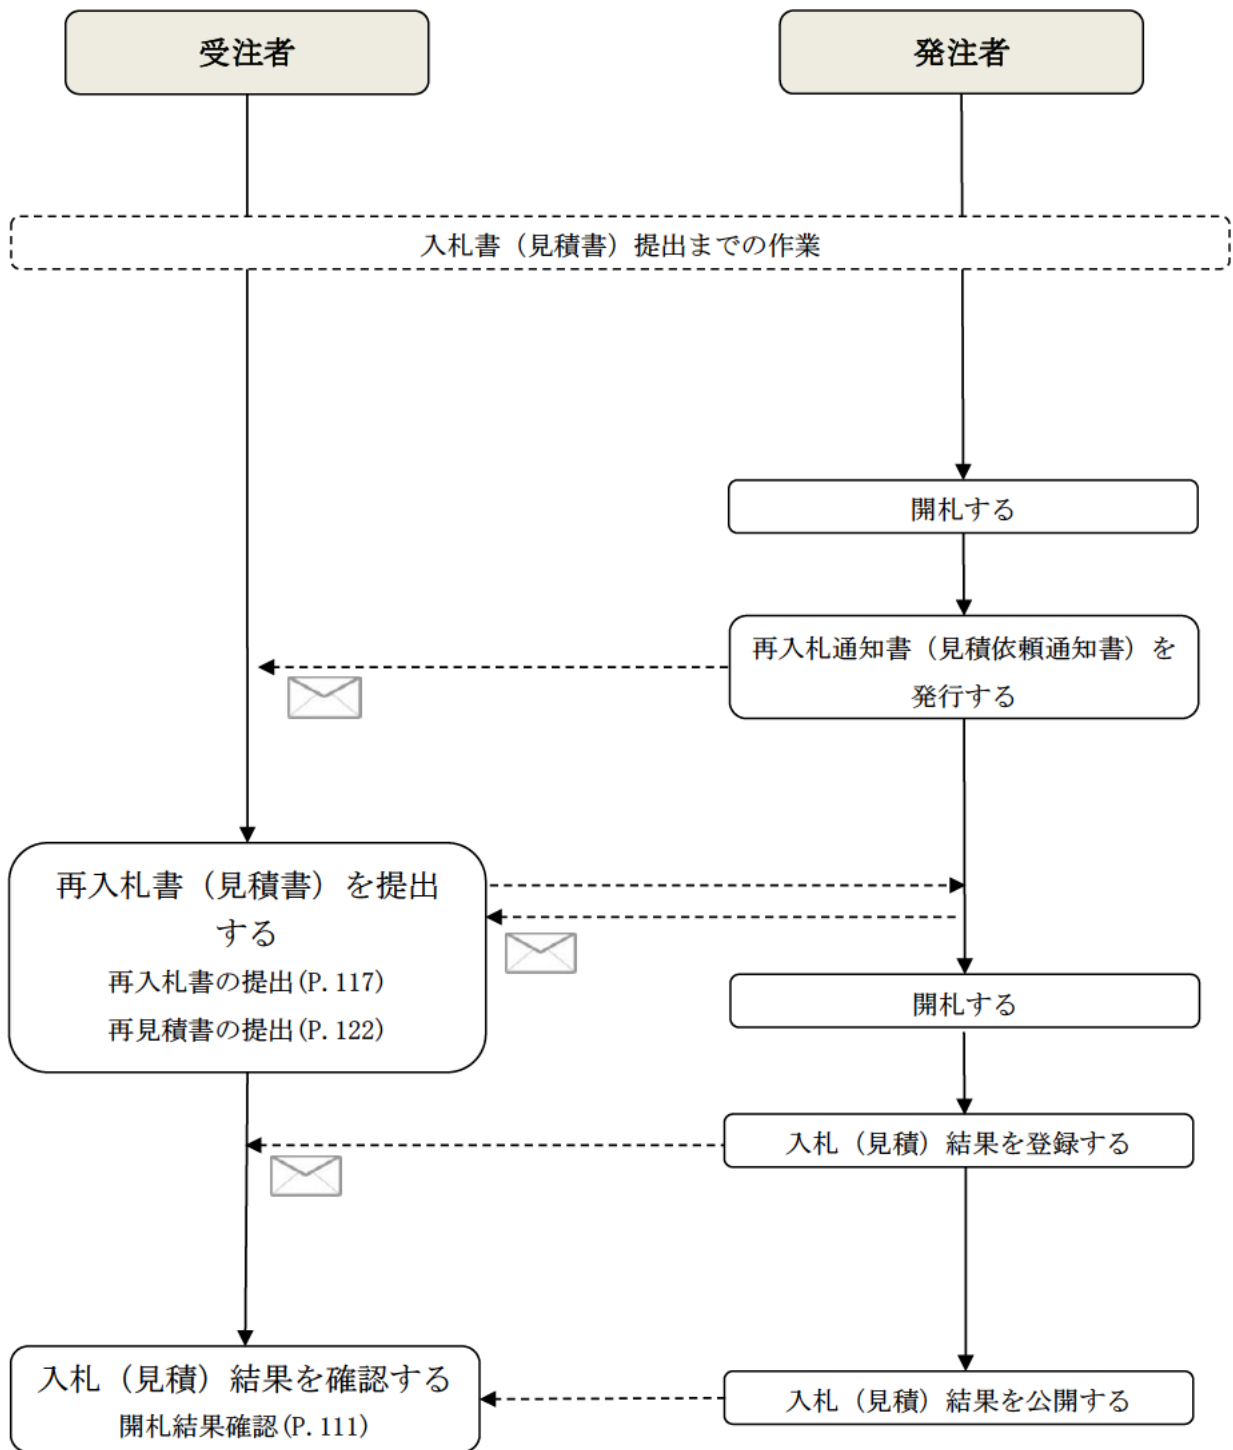 受注者
発注者
入札書（見積書）提出までの作業
開札する
再入札通知書（見積依頼通知書）を
発行する
再入札書（見積書）を提出
する
再入札書の提出(P.117)
再見積書の提出(P.122)
開札する
入札（見積）結果を登録する
入札（見積）結果を確認する
開札結果確認(P.111)
入札（見積）結果を公開する